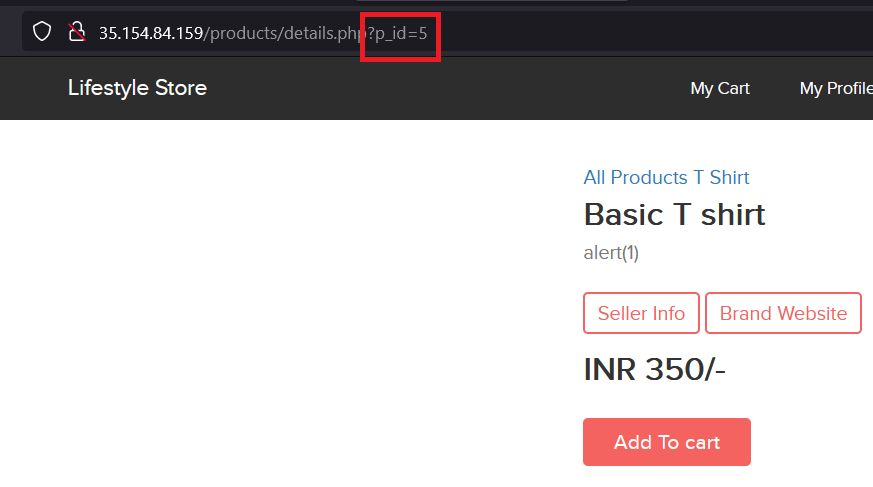 35.154.84.159/products/details.php?p_id=5
Lifestyle Store My Cart My Profile
All Products T Shirt
Basic T shirt
alert(1)
Seller Info Brand Website
INR 350/-
Add To cart